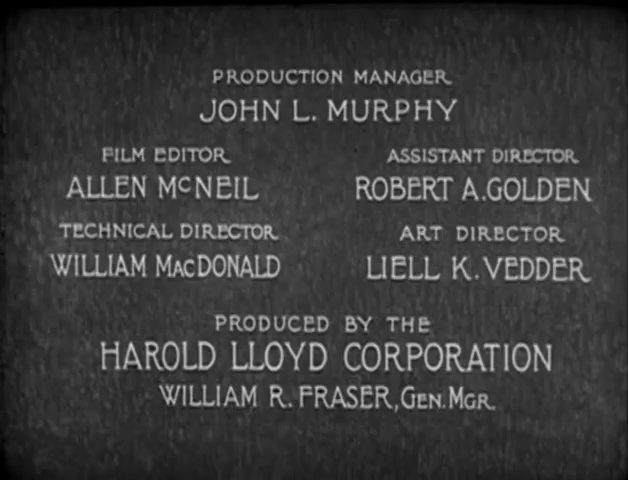 PRODUCTION MANAGER
JOHN L. MURPHY
FILM EDITOR
ALLEN McNEIL
ASSISTANT DIRECTOR
ROBERT A. GOLDEN
TECHNICAL DIRECTOR
WILLIAM MacDONALD
ART DIRECTOR
LIELL K. VEDDER
PRODUCED BY THE
HAROLD LLOYD CORPORATION
WILLIAM R. FRASER, GEN. MGR.